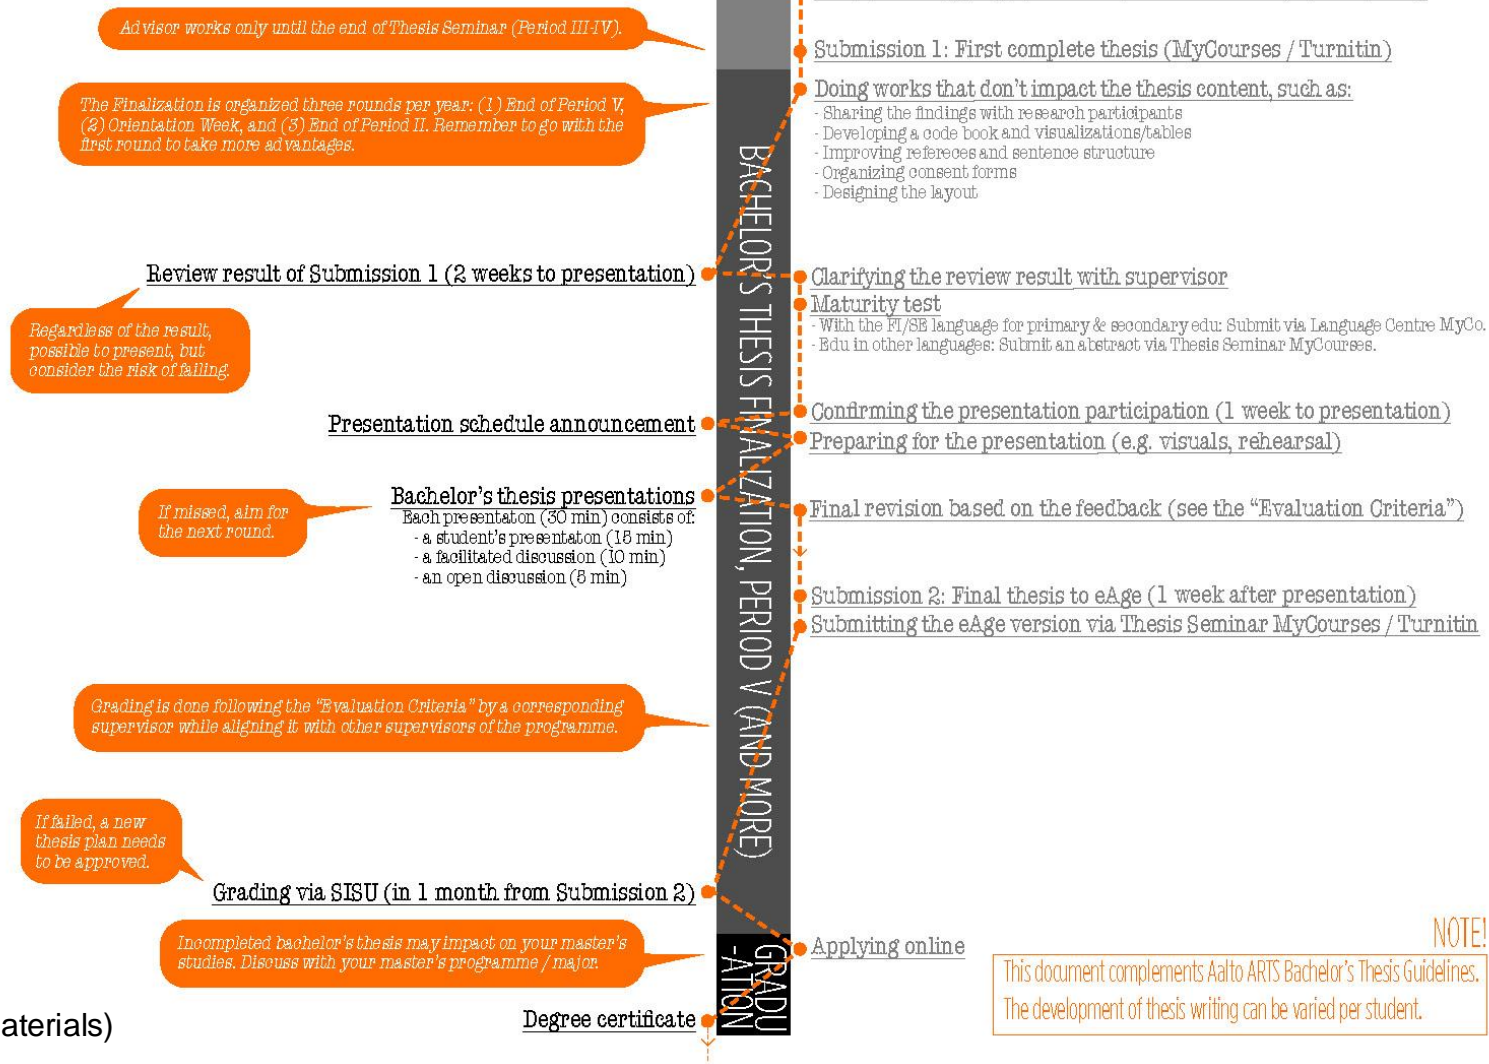 Advisor works only until the end of Thesis Seminar (Period III-IV).
Submission 1: First complete thesis (MyCourses / Turnitin)
Doing works that don't impact the thesis content, such as:
- Sharing the findings with research participants
- Developing a code book and visualizations/tables
- Improving refereces and sentence structure
- Organizing consent forms
- Designing the layout
The Finalization is organized three rounds per year: (1) End of Period V,
(2) Orientation Week, and (3) End of Period II. Remember to go with the
first round to take more advantages.
BACHELOR'S THESIS FINALIZATION, PERIOD V (AND MORE)
Review result of Submission 1 (2 weeks to presentation)
Regardless of the result,
possible to present, but
consider the risk of failing.
Clarifying the review result with supervisor
Maturity test
- With the FI/SE language for primary & secondary edu: Submit via Language Centre MyCo.
- Edu in other languages: Submit an abstract via Thesis Seminar MyCourses.
Presentation schedule announcement
Confirming the presentation participation (1 week to presentation)
Preparing for the presentation (e.g. visuals, rehearsal)
Bachelor's thesis presentations
Each presentaton (30 min) consists of:
- a student's presentaton (15 min)
- a facilitated discussion (10 min)
- an open discussion (5 min)
If missed, aim for
the next round.
Final revision based on the feedback (see the "Evaluation Criteria")
Submission 2: Final thesis to eAge (1 week after presentation)
Submitting the eAge version via Thesis Seminar MyCourses / Turnitin
Grading is done following the "Evaluation Criteria" by a corresponding
supervisor while aligning it with other supervisors of the programme.
If failed, a new
thesis plan needs
to be approved.
Grading via SISU (in 1 month from Submission 2)
Incompleted bachelor's thesis may impact on your master's
studies. Discuss with your master's programme / major.
GRADU
-ATION
Applying online
Degree certificate
NOTE!
This document complements Aalto ARTS Bachelor's Thesis Guidelines.
The development of thesis writing can be varied per student.
aterials)